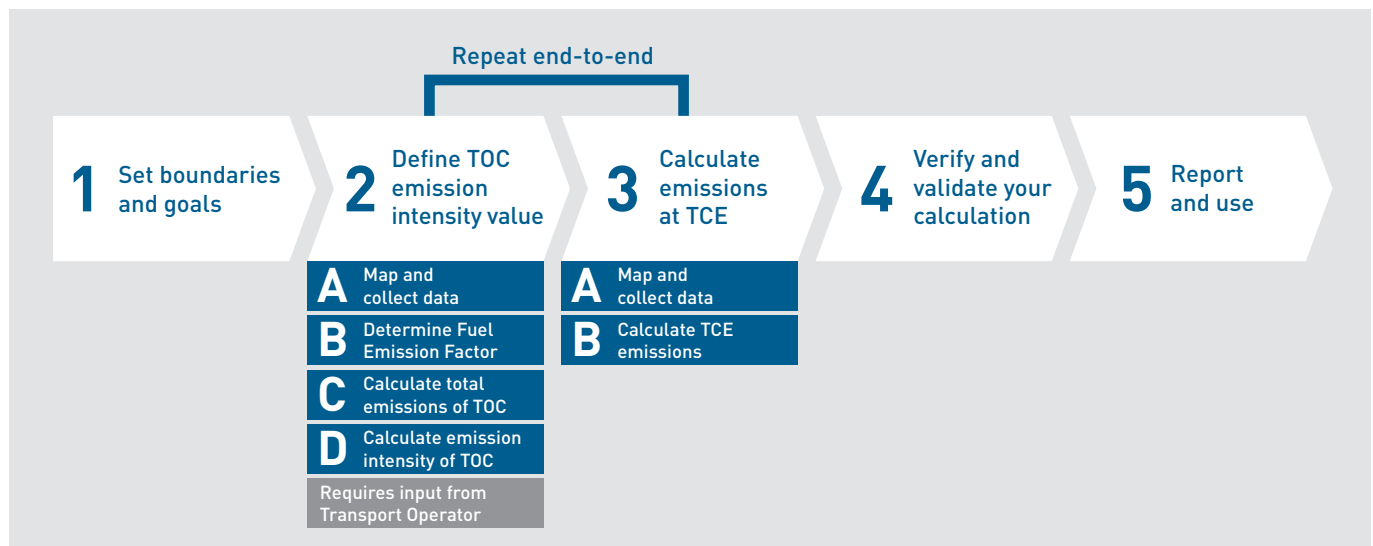 Repeat end-to-end
1
Set boundaries
and goals
2
Define TOC
emission
intensity value
3
Calculate
emissions
at TCE
4
Verify and
validate your
calculation
5
Report
and use
A
Map and
collect data
B
Determine Fuel
Emission Factor
C
Calculate total
emissions of TOC
D
Calculate emission
intensity of TOC
Requires input from
Transport Operator
A
Map and
collect data
B
Calculate TCE
emissions